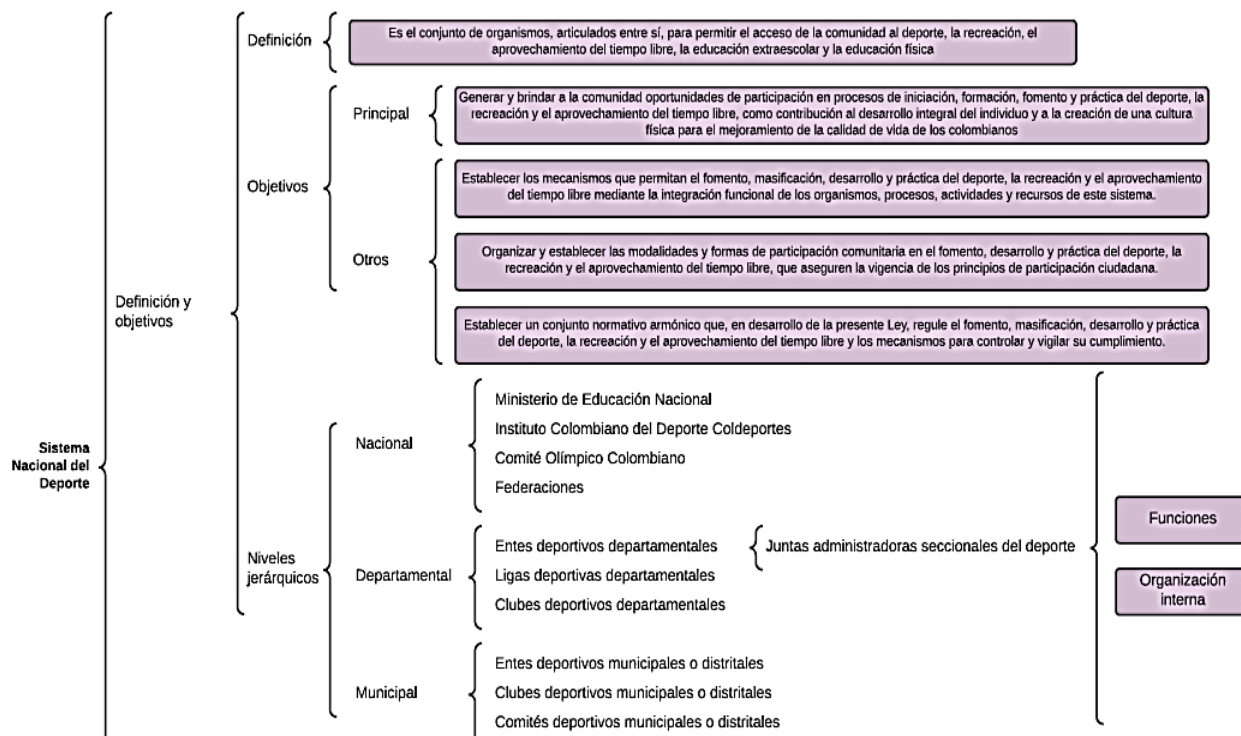 Definición
Es el conjunto de organismos, articulados entre sí, para permitir el acceso de la comunidad al deporte, la recreación, el
aprovechamiento del tiempo libre, la educación extraescolar y la educación física
Principal
Generar y brindar a la comunidad oportunidades de participación en procesos de iniciación, formación, fomento y práctica del deporte, la
recreación y el aprovechamiento del tiempo libre, como contribución al desarrollo integral del individuo y a la creación de una cultura
física para el mejoramiento de la calidad de vida de los colombianos
Objetivos
Establecer los mecanismos que permitan el fomento, masificación, desarrollo y práctica del deporte, la recreación y el aprovechamiento
del tiempo libre mediante la integración funcional de los organismos, procesos, actividades y recursos de este sistema.
Otros
Organizar y establecer las modalidades y formas de participación comunitaria en el fomento, desarrollo y práctica del deporte, la
recreación y el aprovechamiento del tiempo libre, que aseguren la vigencia de los principios de participación ciudadana.
Definición y
objetivos
Establecer un conjunto normativo armónico que, en desarrollo de la presente Ley, regule el fomento, masificación, desarrollo y práctica
del deporte, la recreación y el aprovechamiento del tiempo libre y los mecanismos para controlar y vigilar su cumplimiento.
Sistema
Nacional del
Deporte
Niveles
jerárquicos
Nacional
Ministerio de Educación Nacional
Instituto Colombiano del Deporte Coldeportes
Comité Olímpico Colombiano
Federaciones
Departamental
Entes deportivos departamentales
Juntas administradoras seccionales del deporte
Ligas deportivas departamentales
Clubes deportivos departamentales
Municipal
Entes deportivos municipales o distritales
Clubes deportivos municipales o distritales
Comités deportivos municipales o distritales
Funciones
Organización
interna